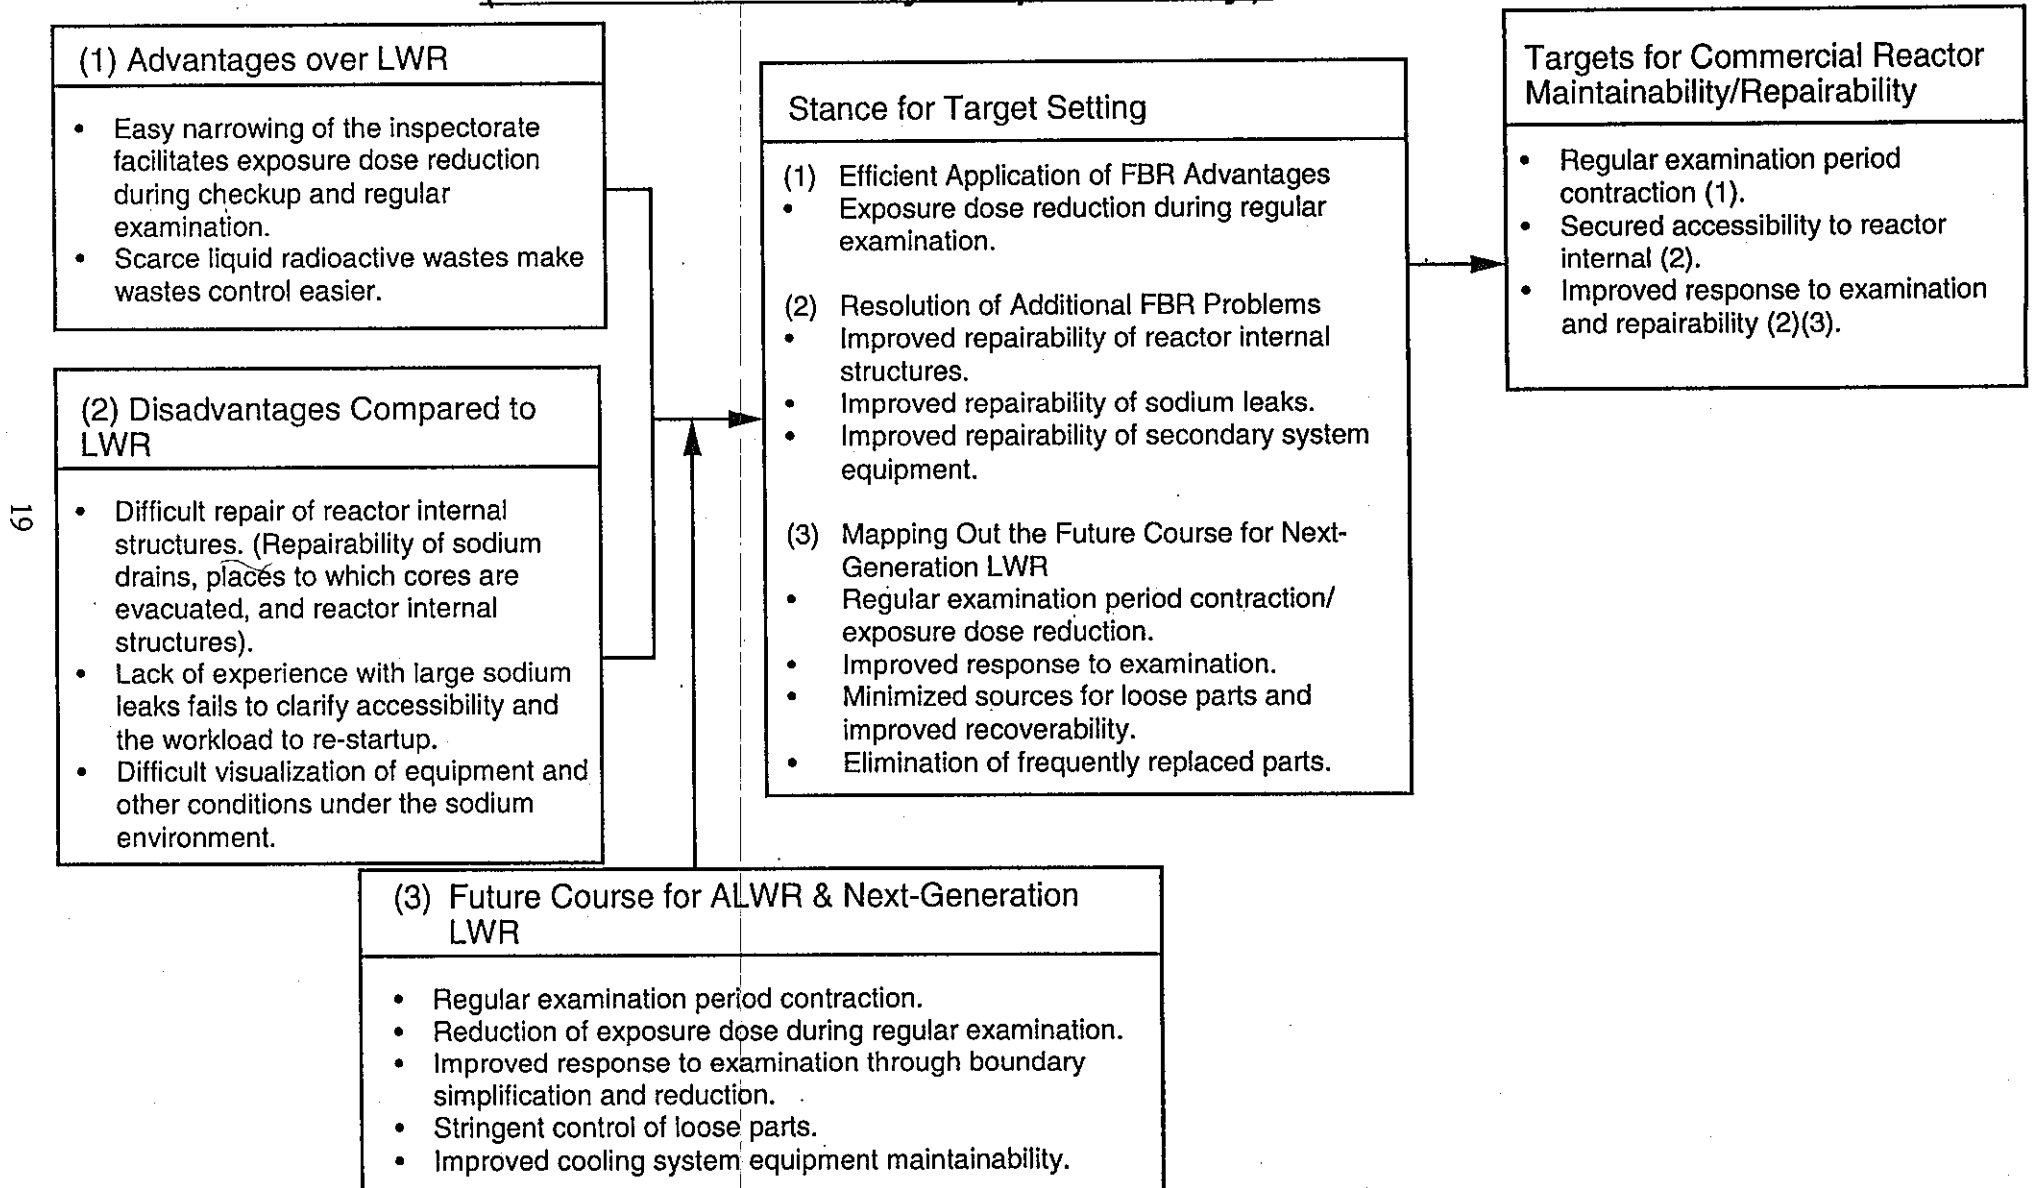 (1) Advantages over LWR
• Easy narrowing of the inspectorate
facilitates exposure dose reduction
during checkup and regular
examination.
• Scarce liquid radioactive wastes make
wastes control easier.
(2) Disadvantages Compared to
LWR
• Difficult repair of reactor internal
structures. (Repairability of sodium
drains, places to which cores are
evacuated, and reactor internal
structures).
• Lack of experience with large sodium
leaks fails to clarify accessibility and
the workload to re-startup.
• Difficult visualization of equipment and
other conditions under the sodium
environment.
(3) Future Course for ALWR & Next-Generation
LWR
• Regular examination period contraction.
• Reduction of exposure dose during regular examination.
• Improved response to examination through boundary
simplification and reduction.
• Stringent control of loose parts.
• Improved cooling system equipment maintainability.
Stance for Target Setting
(1) Efficient Application of FBR Advantages
• Exposure dose reduction during regular
examination.
(2) Resolution of Additional FBR Problems
• Improved repairability of reactor internal
structures.
• Improved repairability of sodium leaks.
• Improved repairability of secondary system
equipment.
(3) Mapping Out the Future Course for Next-
Generation LWR
• Regular examination period contraction/
exposure dose reduction.
• Improved response to examination.
• Minimized sources for loose parts and
improved recoverability.
• Elimination of frequently replaced parts.
Targets for Commercial Reactor
Maintainability/Repairability
• Regular examination period
contraction (1).
• Secured accessibility to reactor
internal (2).
• Improved response to examination
and repairability (2)(3).
19